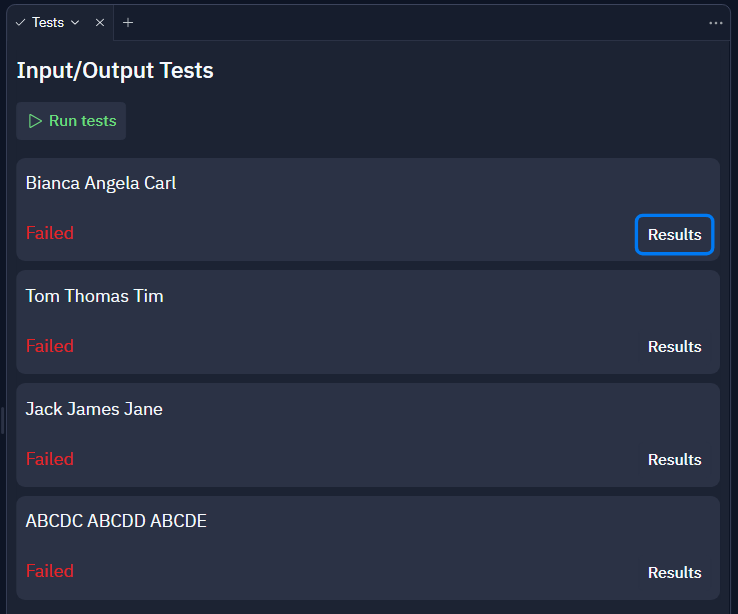 Tests
Input/Output Tests
Run tests
Bianca Angela Carl
Failed
Results
Tom Thomas Tim
Failed
Results
Jack James Jane
Failed
Results
ABCDC ABCDD ABCDE
Failed
Results